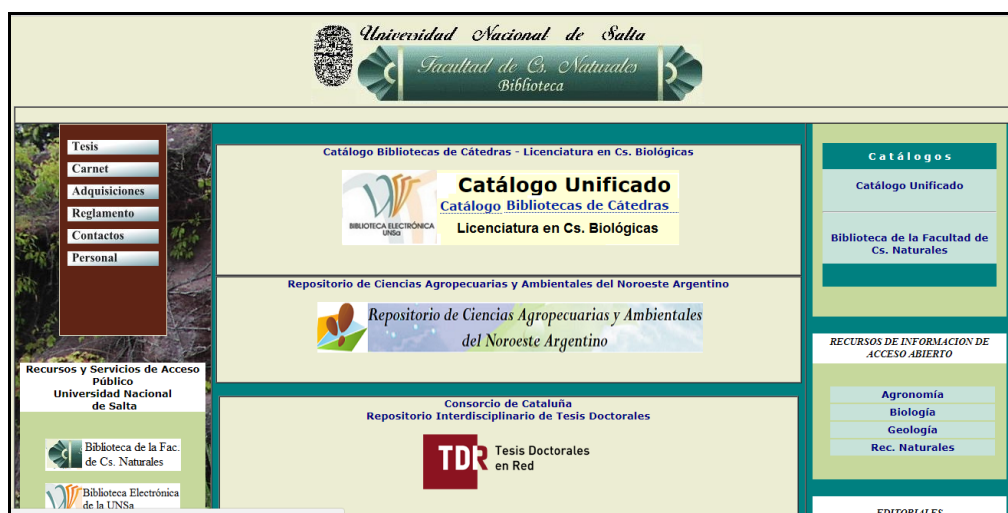 Universidad Nacional de Salta
Facultad de Cs. Naturales
Biblioteca
Tesis
Carnet
Adquisiciones
Reglamento
Contactos
Personal
Recursos y Servicios de Acceso
Público
Universidad Nacional
de Salta
Biblioteca de la Fac.
de Cs. Naturales
Biblioteca Electrónica
de la UNSa
Catálogo Bibliotecas de Cátedras - Licenciatura en Cs. Biológicas
BIBLIOTECA ELECTRÓNICA
UNSa
Catálogo Unificado
Catálogo Bibliotecas de Cátedras
Licenciatura en Cs. Biológicas
Repositorio de Ciencias Agropecuarias y Ambientales del Noroeste Argentino
Repositorio de Ciencias Agropecuarias y Ambientales
del Noroeste Argentino
Consorcio de Cataluña
Repositorio Interdisciplinario de Tesis Doctorales
TDR
Tesis Doctorales
en Red
Catálogos
Catálogo Unificado
Biblioteca de la Facultad de
Cs. Naturales
RECURSOS DE INFORMACION DE
ACCESO ABIERTO
Agronomía
Biología
Geología
Rec. Naturales
EDITORIALES